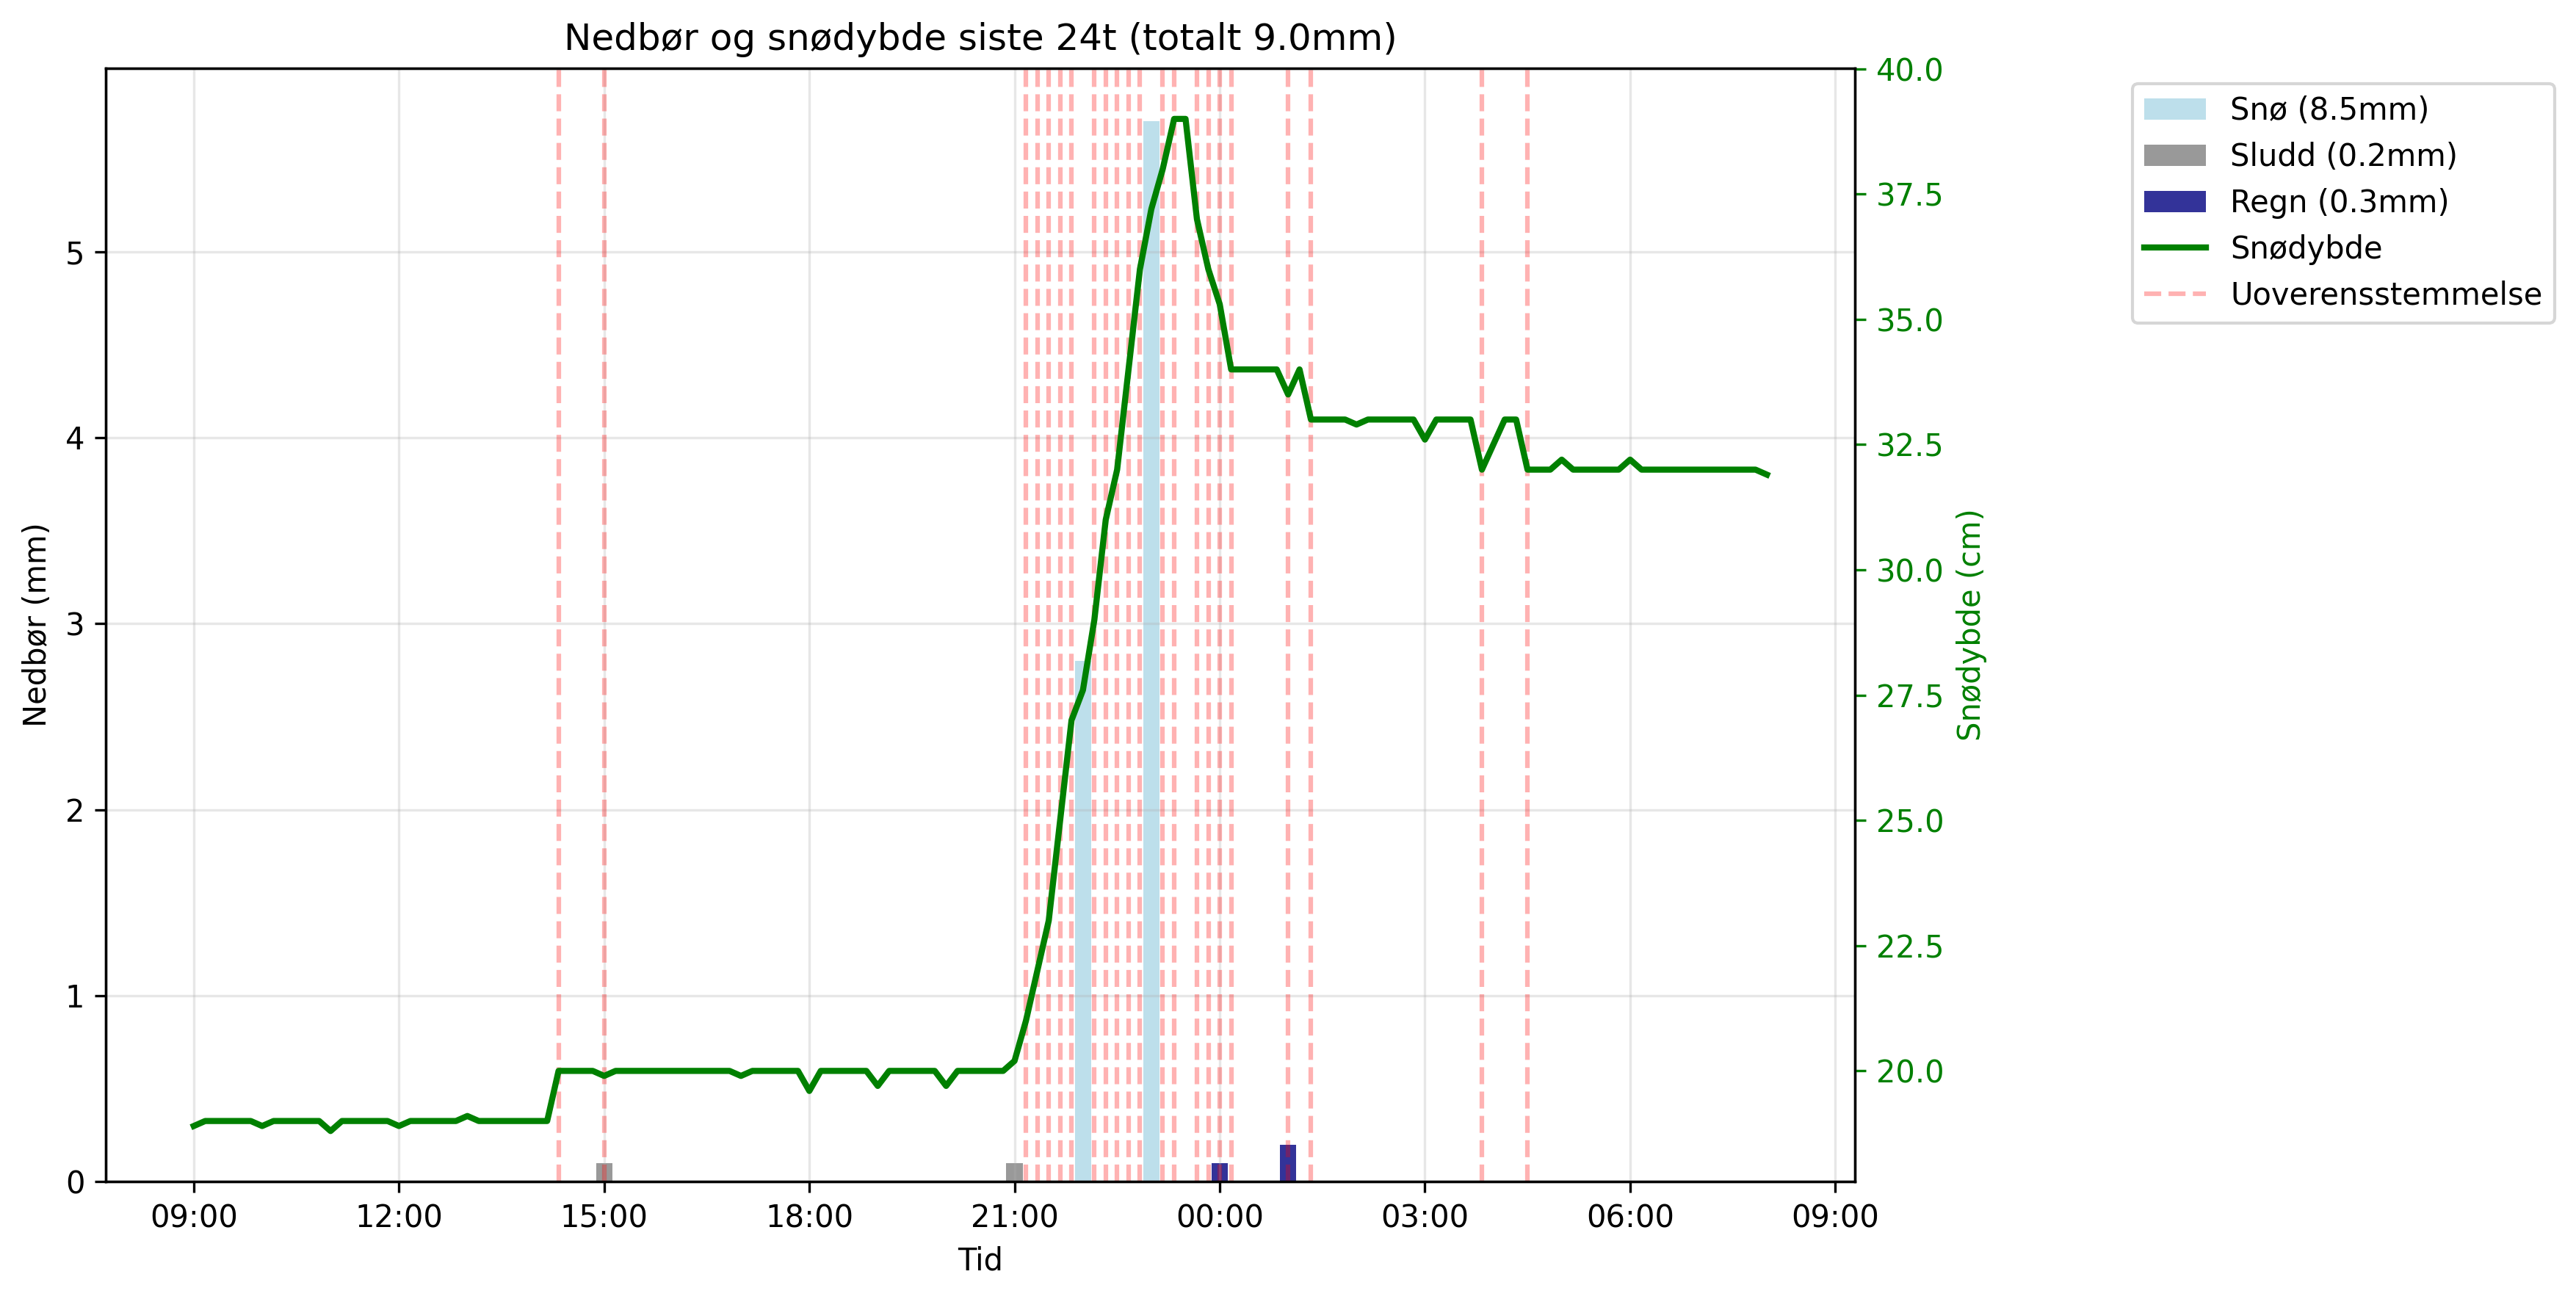 Nedbør og snødybde siste 24t (totalt 9.0mm)
Nedbør (mm)
5
4
3
2
1
0
09:00 12:00 15:00 18:00 21:00 00:00 03:00 06:00 09:00
Tid
40.0
37.5
35.0
32.5
30.0
27.5
25.0
22.5
20.0
Snødybde (cm)
Snø (8.5mm)
Sludd (0.2mm)
Regn (0.3mm)
Snødybde
Uoverensstemmelse